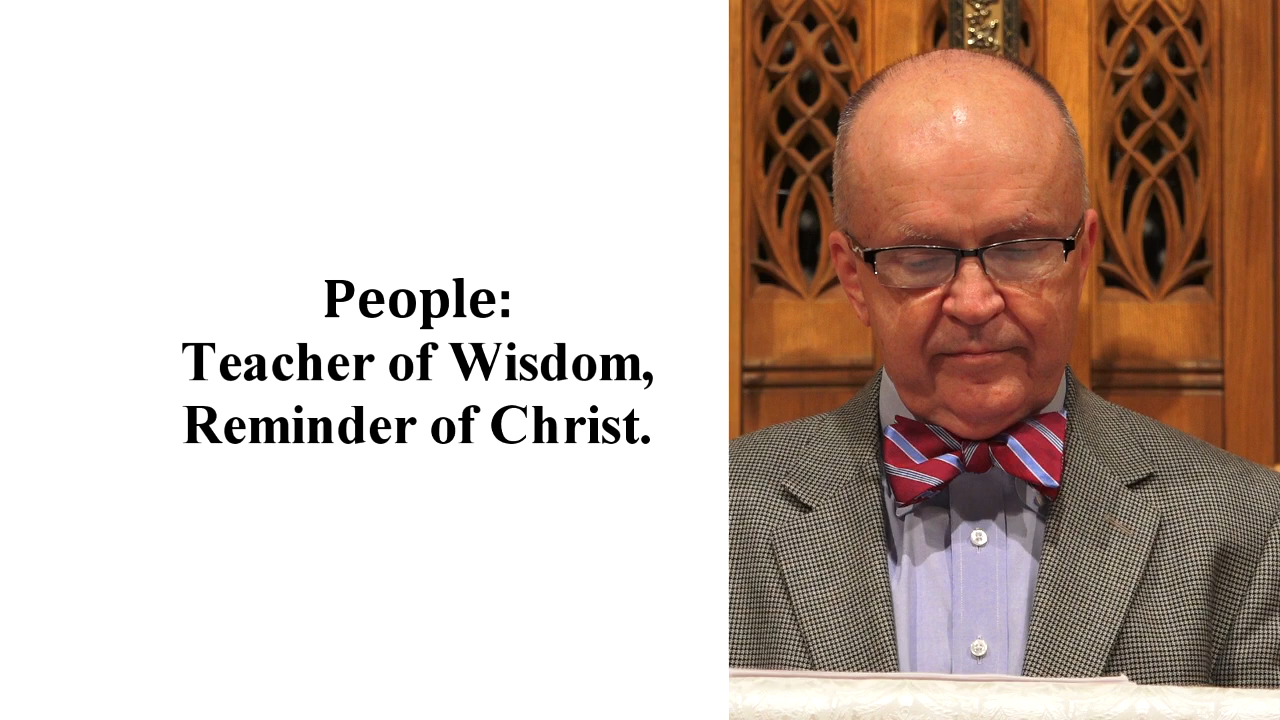 People:
Teacher of Wisdom,
Reminder of Christ.